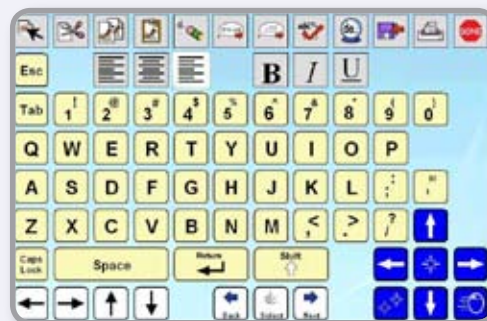 Esc B I U
Tab 1 ! 2 @ 3 # 4 $ 5 % 6 ^ 7 & 8 * 9 ( 0 )
Q W E R T Y U I O P
A S D F G H J K L ; : ' "
Z X C V B N M , < . > / ?
Caps Lock Space Return Shift
Back Select Next